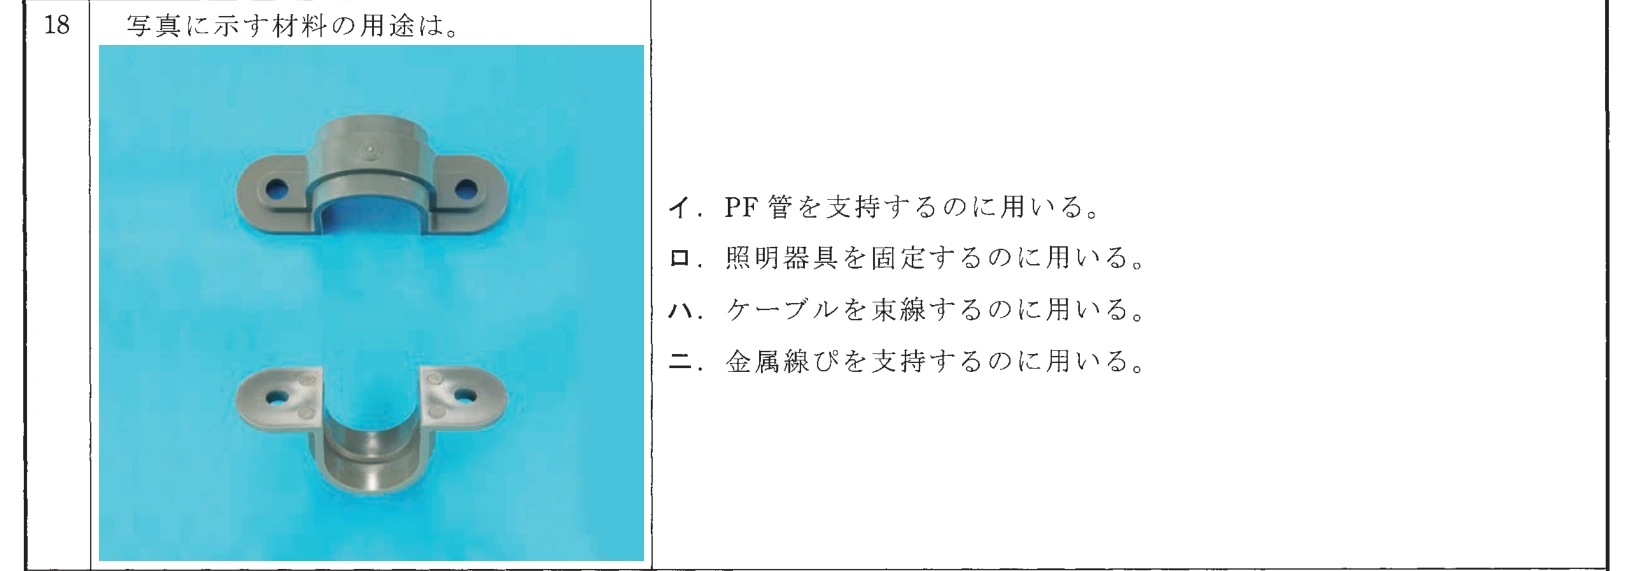 18
写真に示す材料の用途は。
イ. PF 管を支持するのに用いる。
ロ. 照明器具を固定するのに用いる。
ハ. ケーブルを束線するのに用いる。
ニ. 金属線ぴを支持するのに用いる。